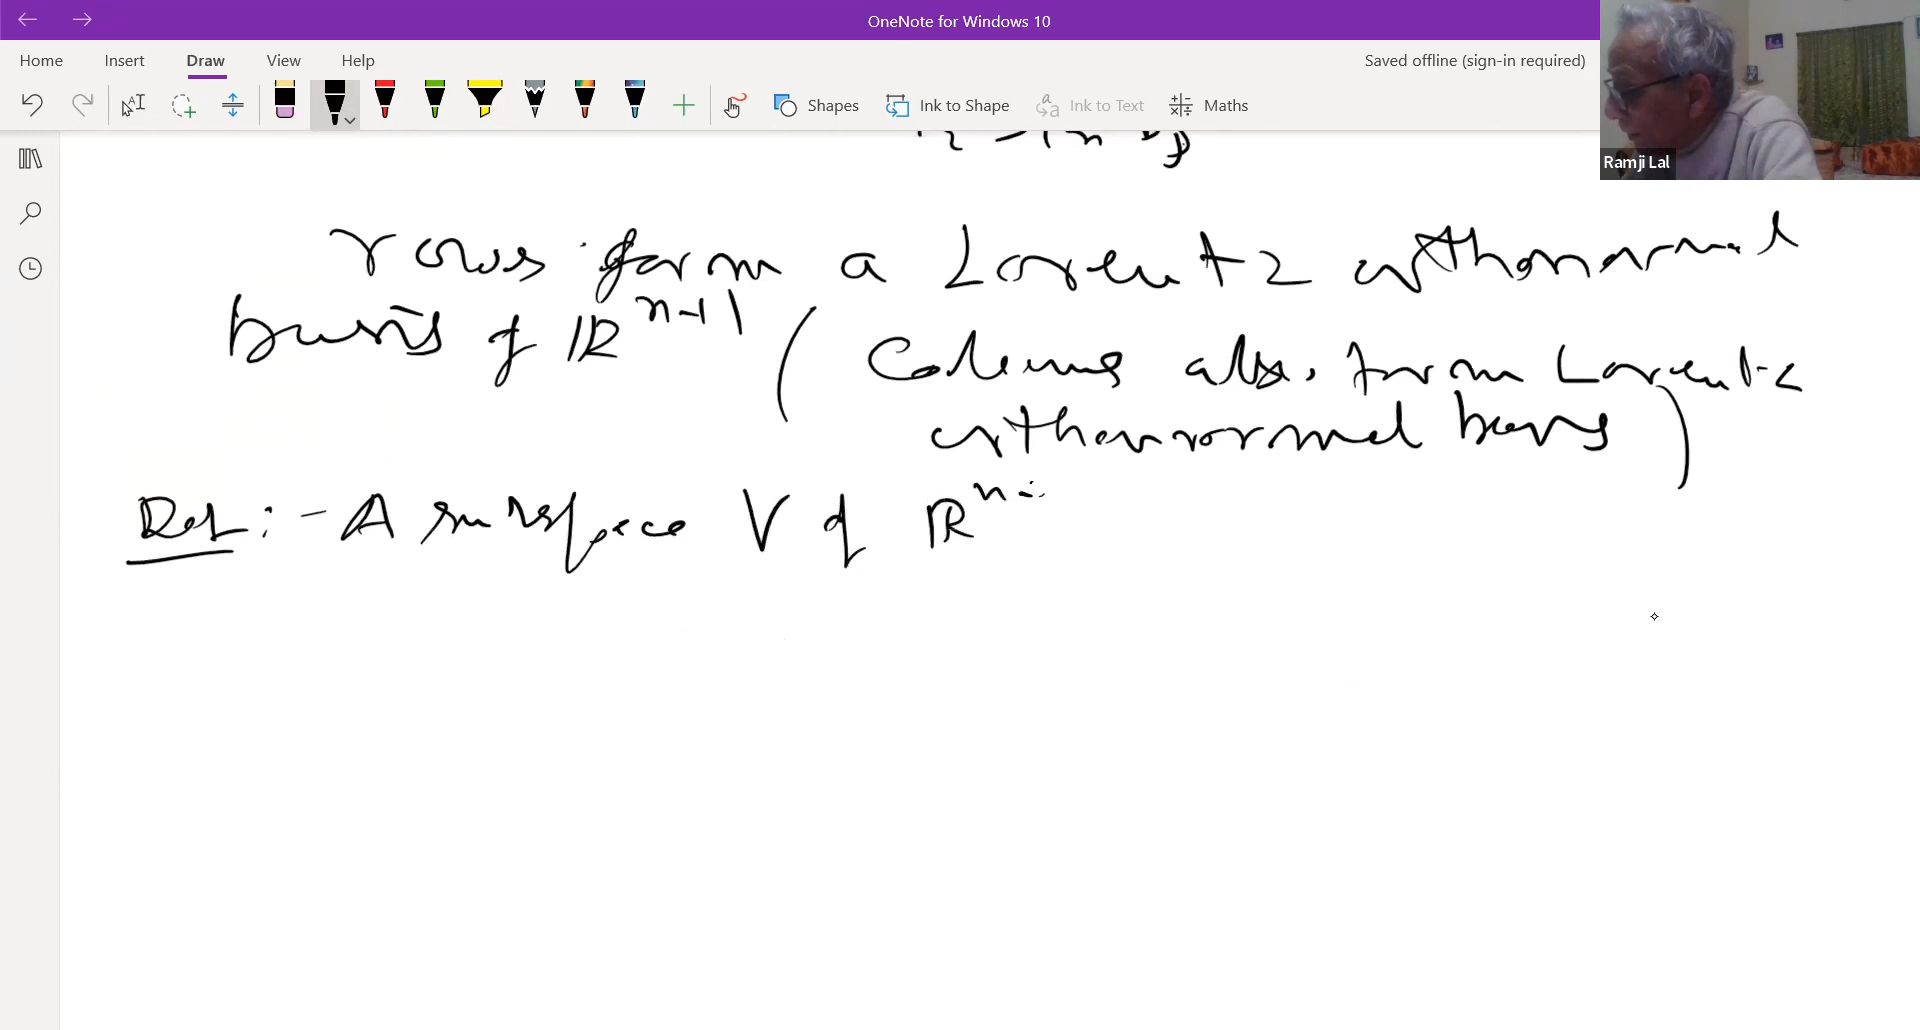 OneNote for Windows 10
Home Insert Draw View Help Saved offline (sign-in required)
Shapes Ink to Shape Ink to Text Maths
Ramji Lal
rows form a Lorentz orthonormal
basis of ℝⁿ⁺¹ ( Columns also form Lorentz
orthonormal basis )
Def :- A subspace V of ℝⁿ